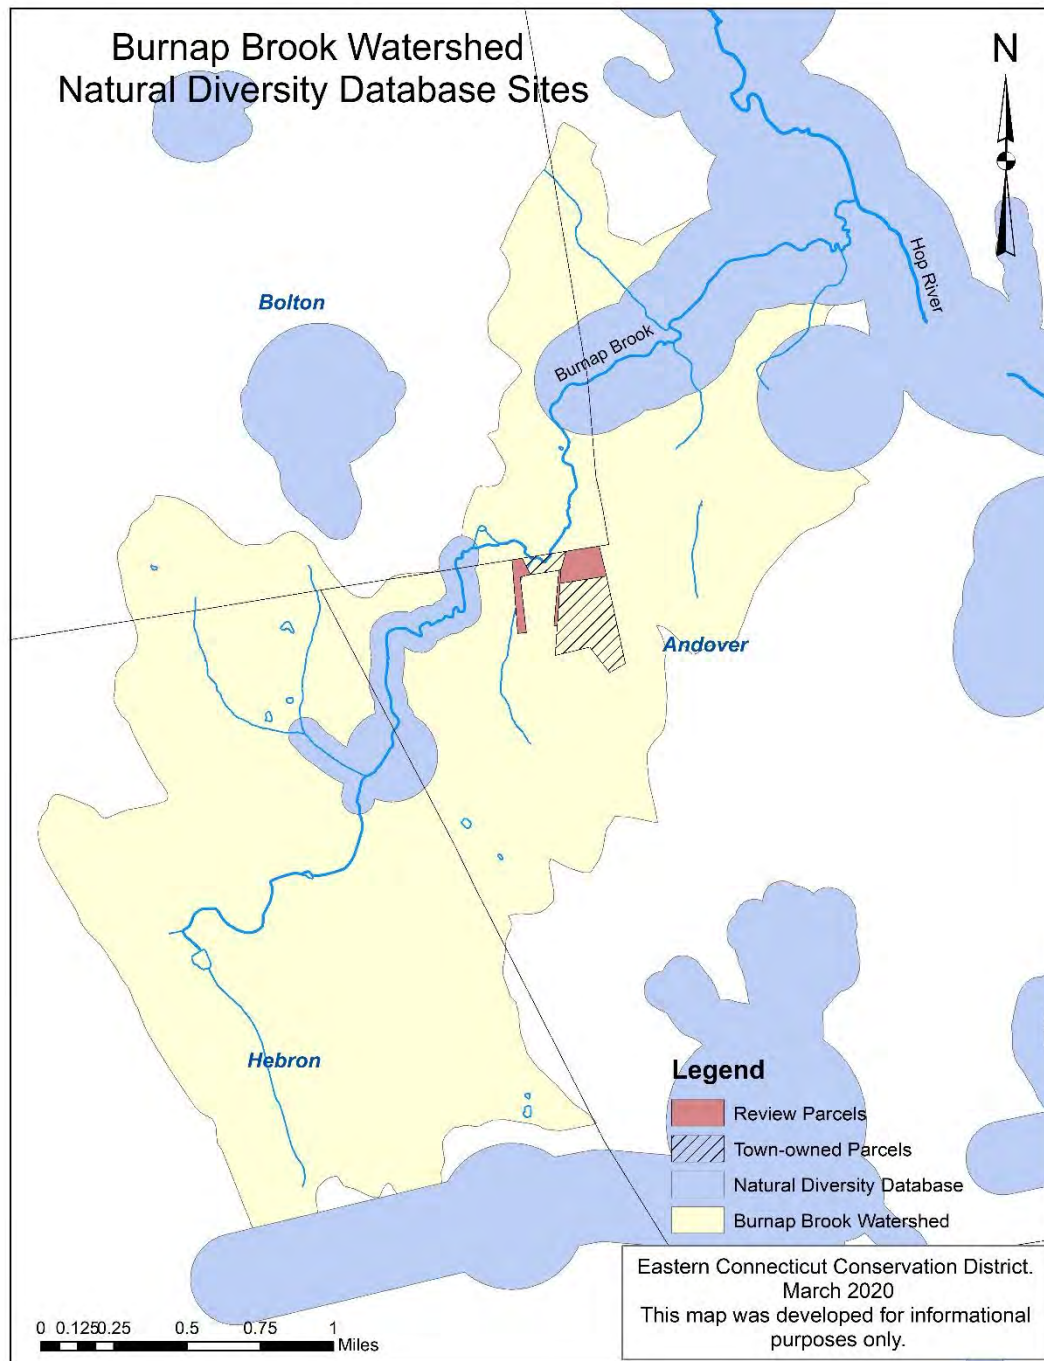 Burnap Brook Watershed
Natural Diversity Database Sites
N
Bolton
Hop River
Burnap Brook
Andover
Hebron
Legend
Review Parcels
Town-owned Parcels
Natural Diversity Database
Burnap Brook Watershed
Eastern Connecticut Conservation District.
March 2020
This map was developed for informational
purposes only.
0 0.1250.25 0.5 0.75 1
Miles